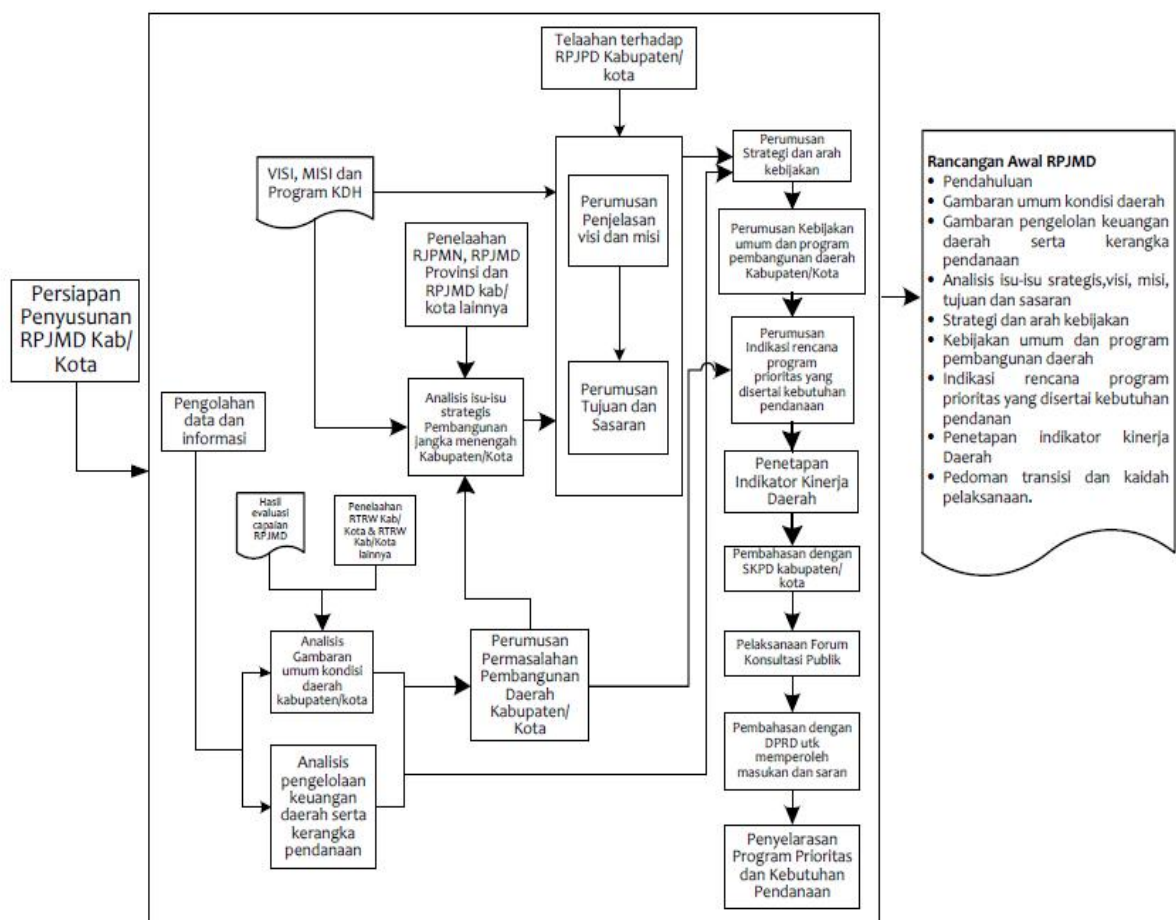 Persiapan
Penyusunan
RPJMD Kab/
Kota
Telaahan terhadap
RPJPD Kabupaten/
kota
VISI, MISI dan
Program KDH
Penelaahan
RJPMN, RPJMD
Provinsi dan
RPJMD kab/
kota lainnya
Perumusan
Penjelasan
visi dan misi
Perumusan
Strategi dan arah
kebijakan
Perumusan Kebijakan
umum dan program
pembangunan daerah
Kabupaten/Kota
Pengolahan
data dan
informasi
Analisis isu-isu
strategis
Pembangunan
jangka menengah
Kabupaten/Kota
Perumusan
Tujuan dan
Sasaran
Perumusan
Indikasi rencana
program
prioritas yang
disertai kebutuhan
pendanaan
Hasil
evaluasi
capaian
RPJMD
Penelaahan
RTRW Kab/
Kota & RTRW
Kab/Kota
lainnya
Penetapan
Indikator Kinerja
Daerah
Pembahasan dengan
SKPD kabupaten/
kota
Analisis
Gambaran
umum kondisi
daerah
kabupaten/kota
Perumusan
Permasalahan
Pembangunan
Daerah
Kabupaten/
Kota
Pelaksanaan Forum
Konsultasi Publik
Analisis
pengelolaan
keuangan
daerah serta
kerangka
pendanaan
Pembahasan dengan
DPRD utk
memperoleh
masukan dan saran
Penyelarasan
Program Prioritas
dan Kebutuhan
Pendanaan
Rancangan Awal RPJMD
• Pendahuluan
• Gambaran umum kondisi daerah
• Gambaran pengelolan keuangan
daerah serta kerangka
pendanaan
• Analisis isu-isu srategis,visi, misi,
tujuan dan sasaran
• Strategi dan arah kebijakan
• Kebijakan umum dan program
pembangunan daerah
• Indikasi rencana program
prioritas yang disertai kebutuhan
pendanan
• Penetapan indikator kinerja
Daerah
• Pedoman transisi dan kaidah
pelaksanaan.